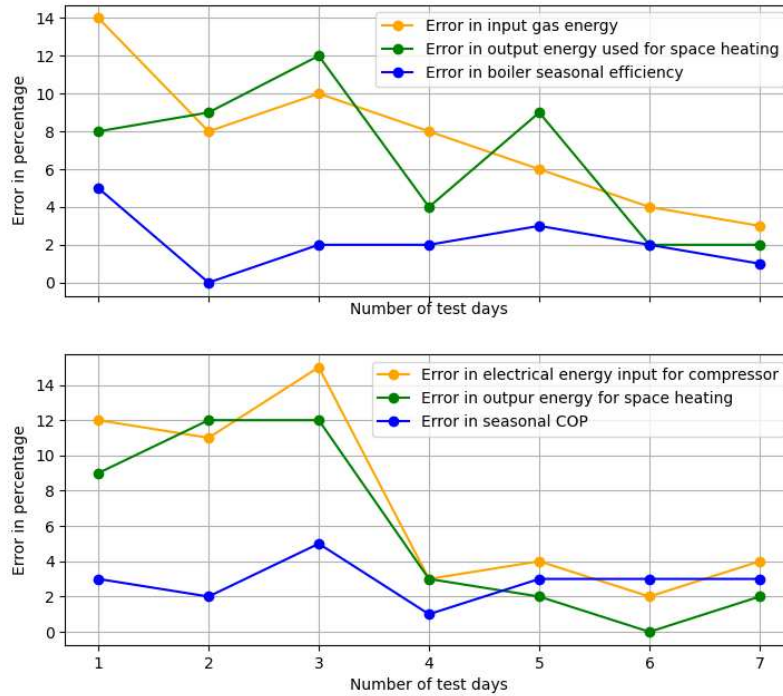 14
12
10
8
6
4
2
0
Error in percentage
Error in input gas energy
Error in output energy used for space heating
Error in boiler seasonal efficiency
Number of test days
14
12
10
8
6
4
2
0
Error in percentage
Error in electrical energy input for compressor
Error in outpur energy for space heating
Error in seasonal COP
1 2 3 4 5 6 7
Number of test days